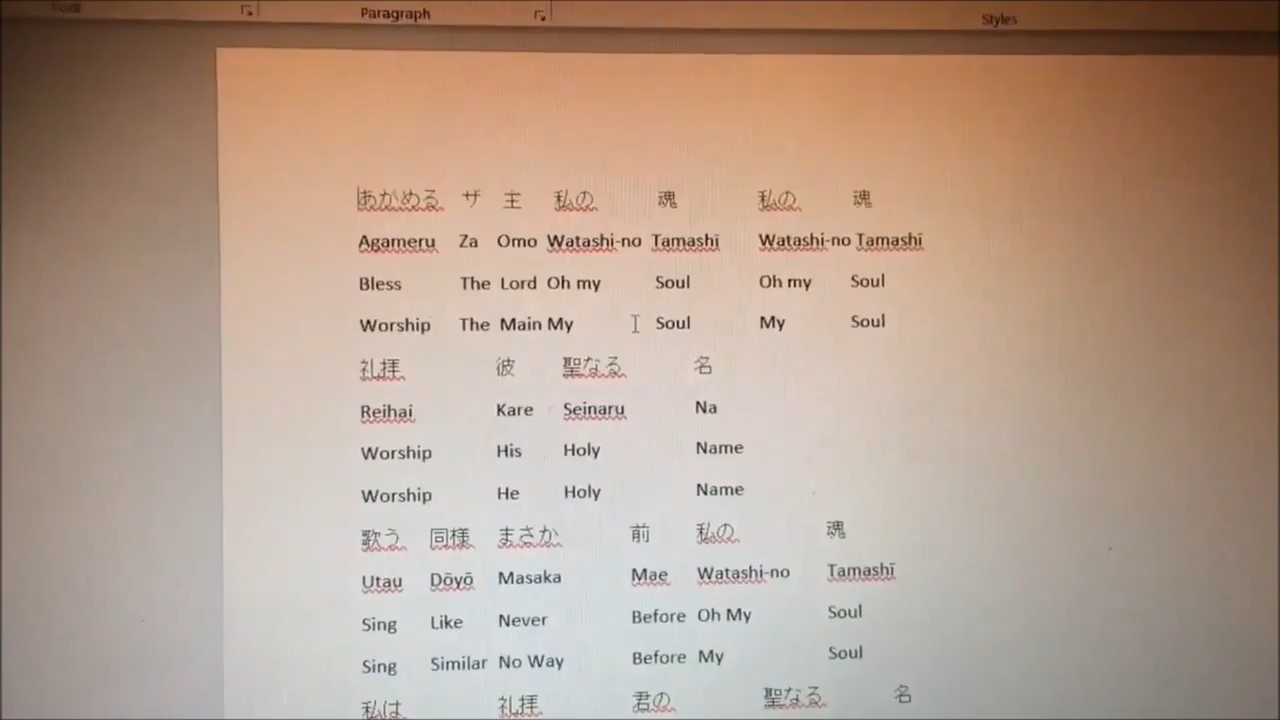 Font Paragraph Styles
あがめる ザ 主 私の 魂 私の 魂
Agameru Za Omo Watashi-no Tamashī Watashi-no Tamashī
Bless The Lord Oh my Soul Oh my Soul
Worship The Main My Soul My Soul
礼拝 彼 聖なる 名
Reihai Kare Seinaru Na
Worship His Holy Name
Worship He Holy Name
歌う 同様 まさか 前 私の 魂
Utau Dōyō Masaka Mae Watashi-no Tamashī
Sing Like Never Before Oh My Soul
Sing Similar No Way Before My Soul
私は 礼拝 君の 聖なる 名